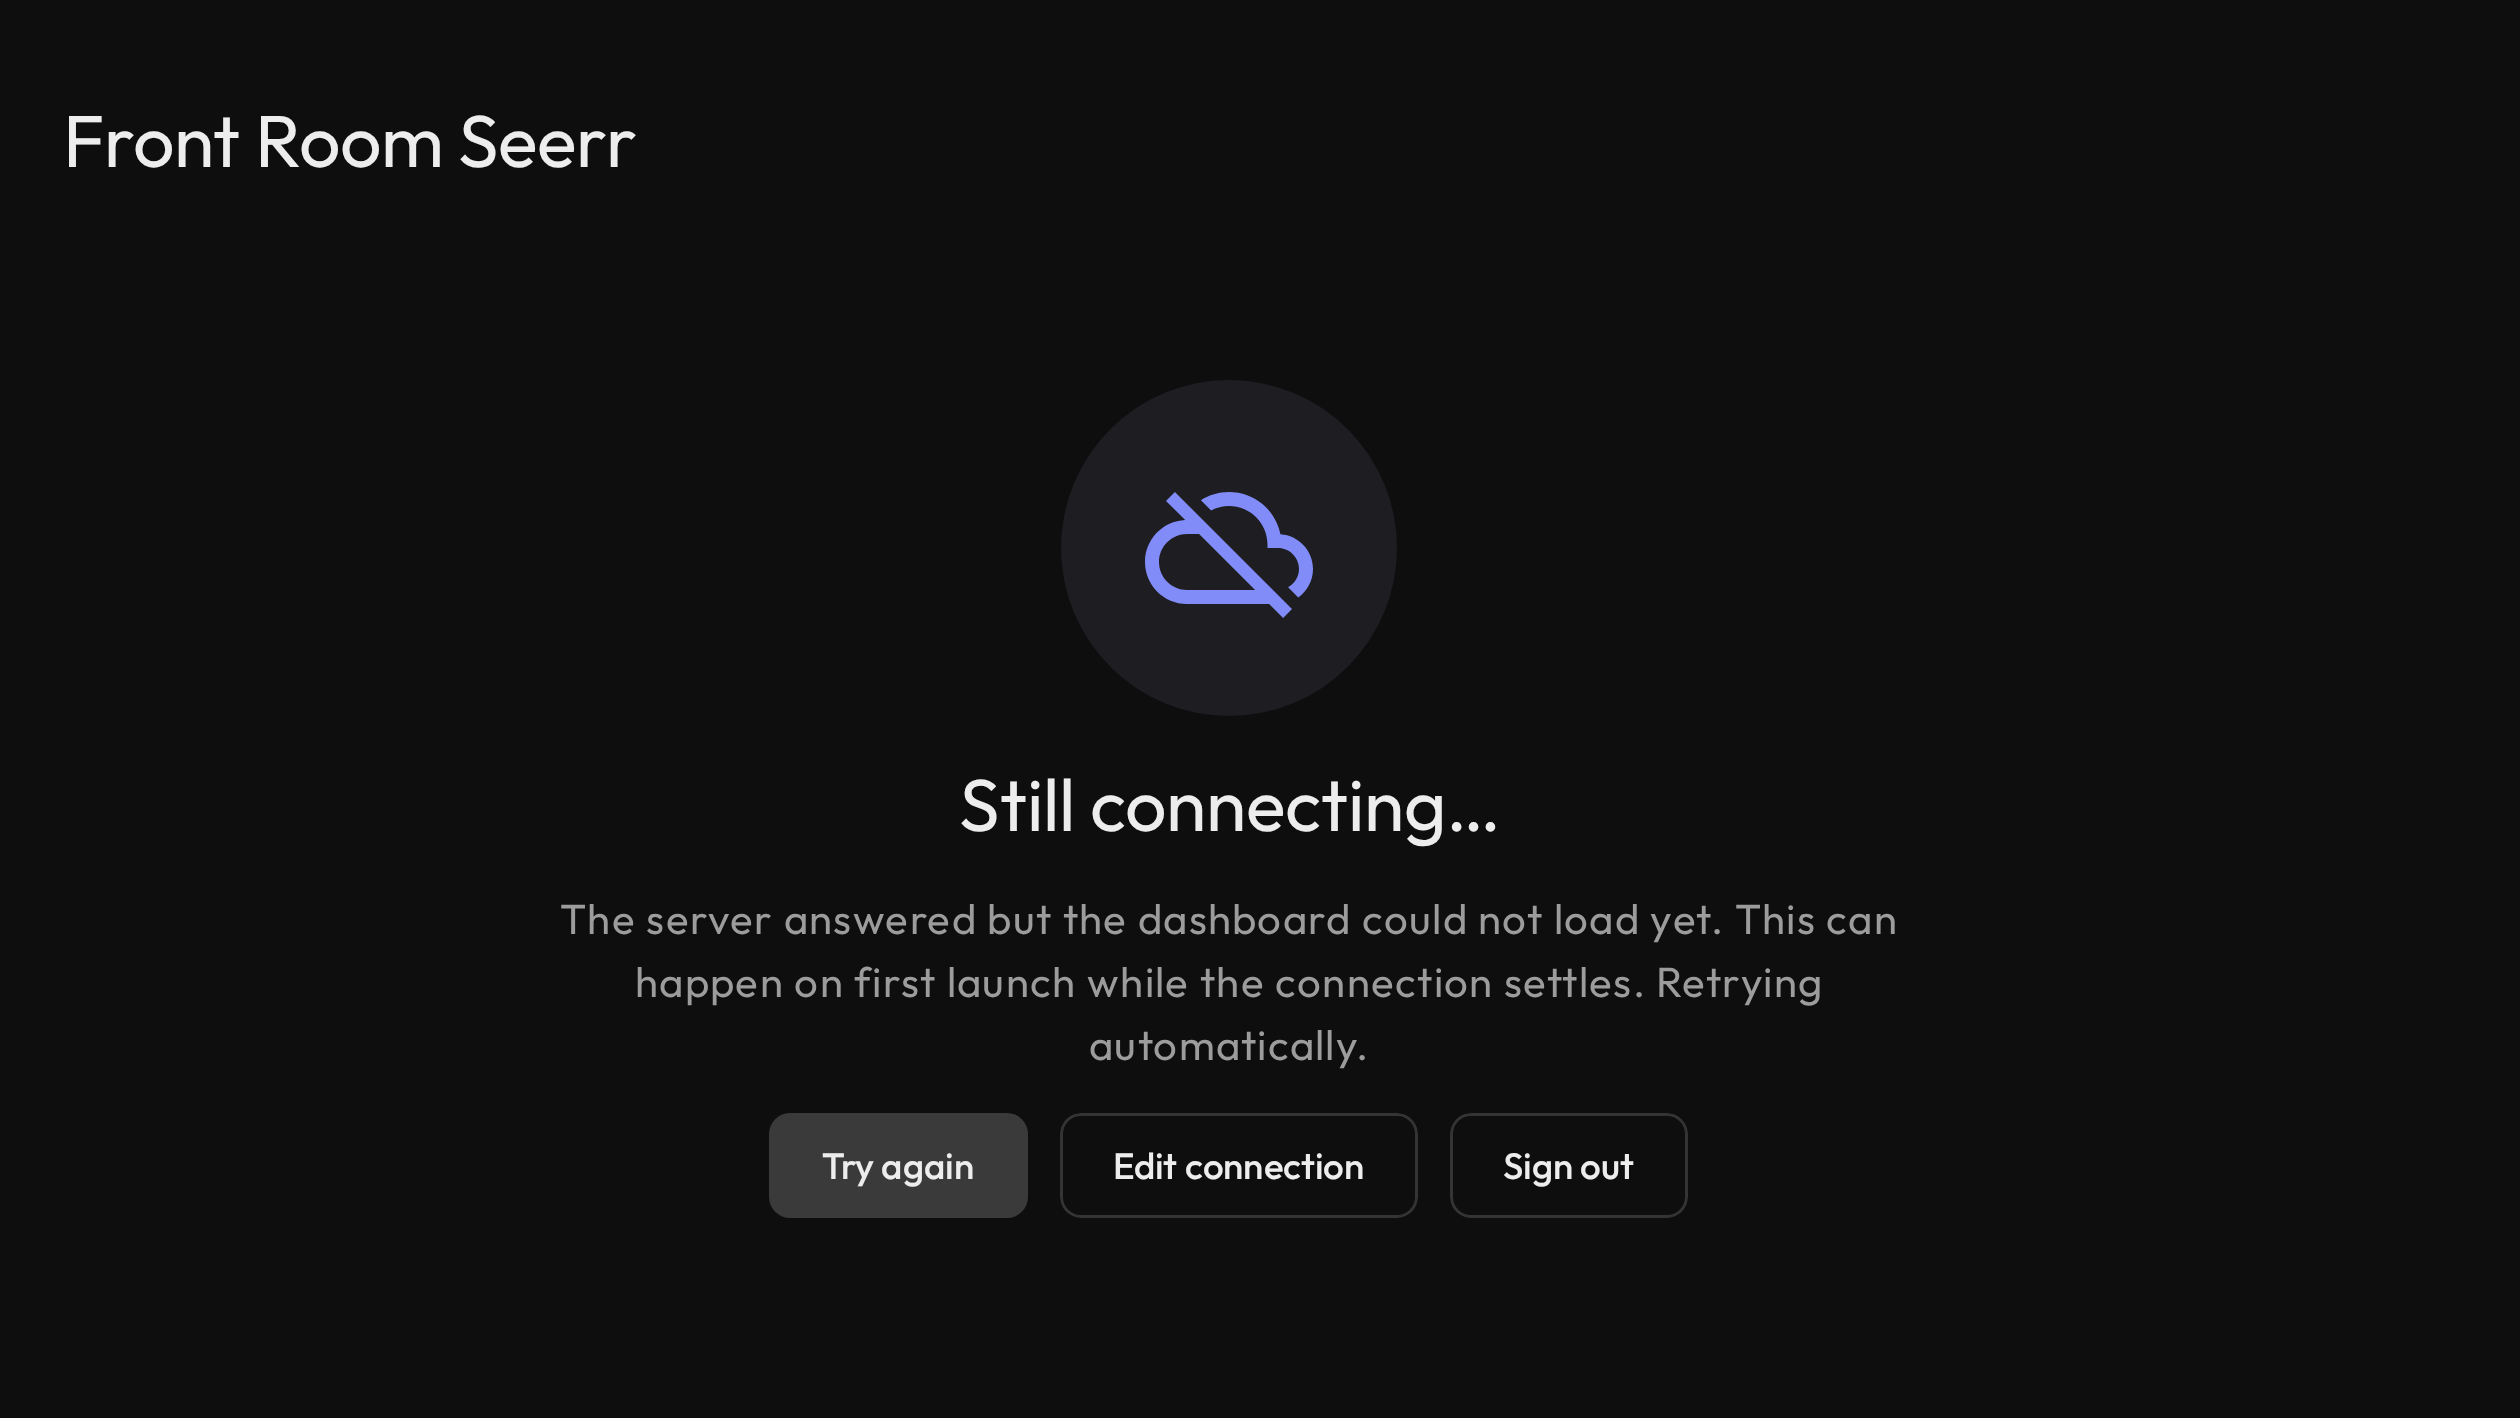 Front Room Seerr
Still connecting...
The server answered but the dashboard could not load yet. This can
happen on first launch while the connection settles. Retrying
automatically.
Try again
Edit connection
Sign out